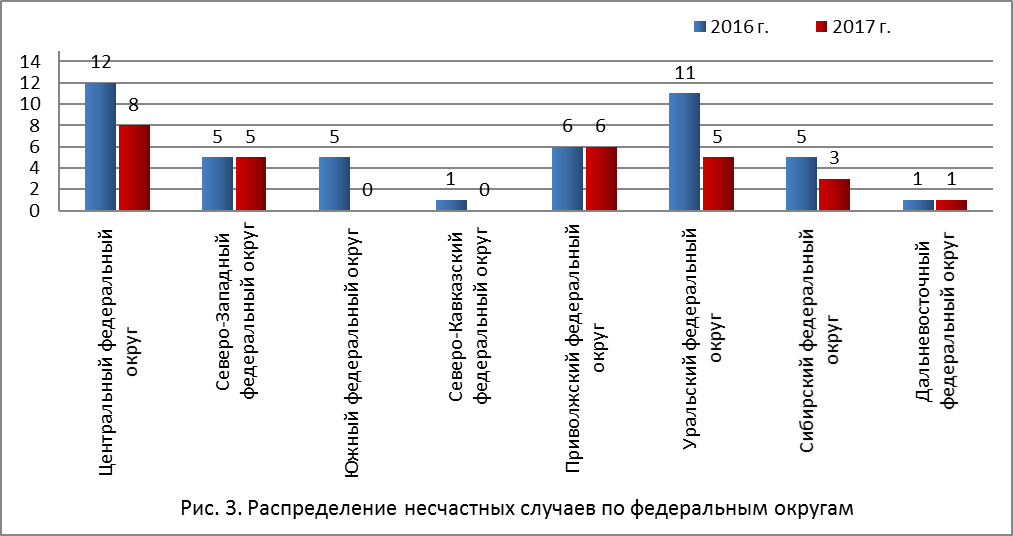 2016 г. 2017 г.
14
12
10
8
6
4
2
0
12 8 5 5 5 0 1 0 6 6 11 5 5 3 1 1
Центральный федеральный
округ
Северо-Западный
федеральный округ
Южный федеральный округ
Северо-Кавказский
федеральный округ
Приволжский федеральный
округ
Уральский федеральный
округ
Сибирский федеральный округ
Дальневосточный
федеральный округ
Рис. 3. Распределение несчастных случаев по федеральным округам